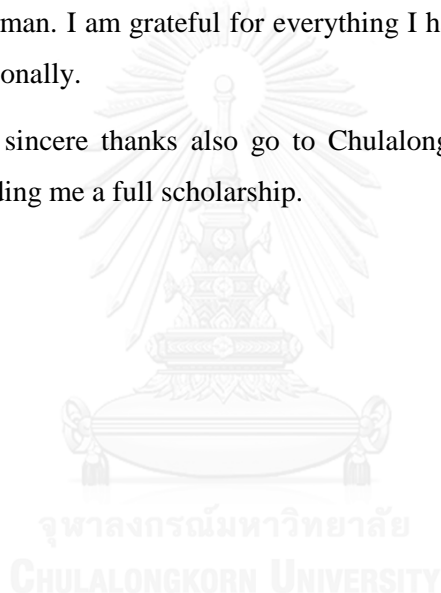 man. I am grateful for everything I h
onally.
sincere thanks also go to Chulalong
ding me a full scholarship.
จุฬาลงกรณ์มหาวิทยาลัย
CHULALONGKORN UNIVERSITY